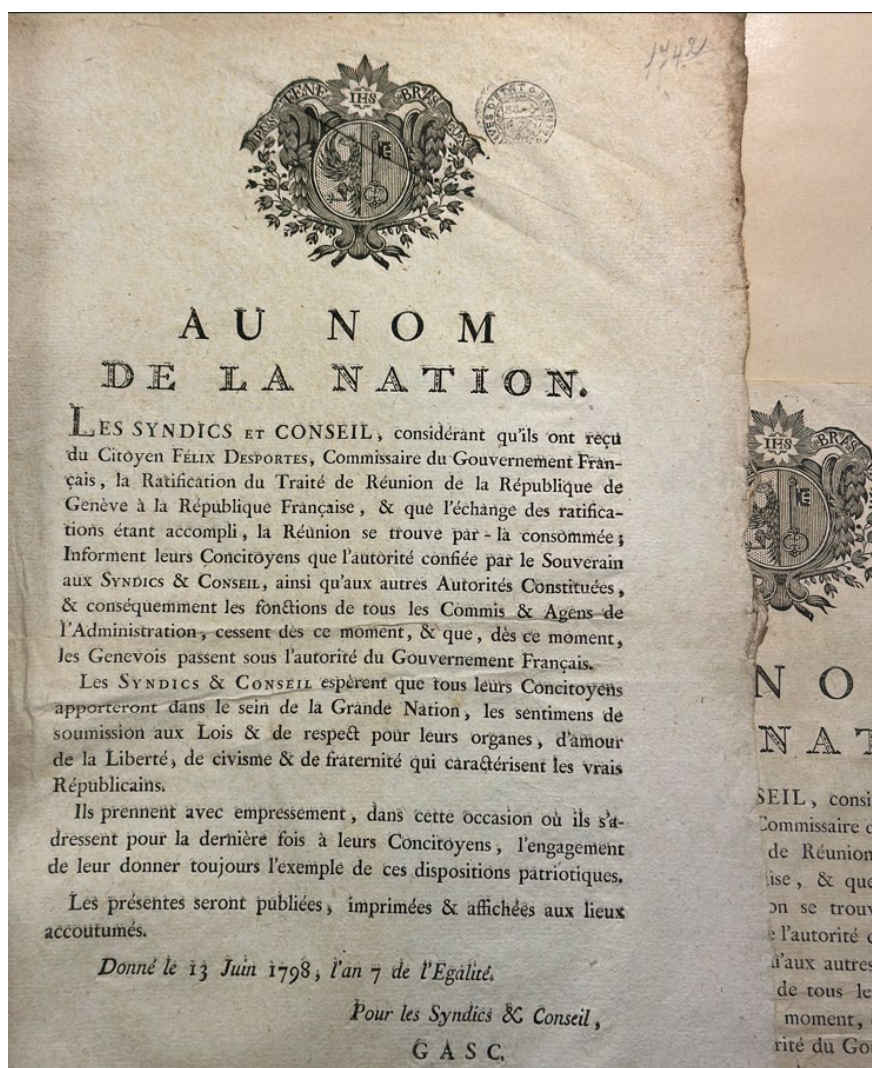 1742
POST TENEBRAS LUX
IHS
AU NOM
DE LA NATION.
LES SYNDICS ET CONSEIL, considérant qu'ils ont reçu
du Citoyen FÉLIX DESPORTES, Commissaire du Gouvernement Fran-
çais, la Ratification du Traité de Réunion de la République de
Genève à la République Française, & que l'échange des ratifica-
tions étant accompli, la Réunion se trouve par-là consommée;
Informent leurs Concitoyens que l'autorité confiée par le Souverain
aux SYNDICS & CONSEIL, ainsi qu'aux autres Autorités Constituées,
& conséquemment les fonctions de tous les Commis & Agens de
l'Administration, cessent dès ce moment, & que, dès ce moment,
les Genevois passent sous l'autorité du Gouvernement Français.
Les SYNDICS & CONSEIL espèrent que tous leurs Concitoyens
apporteront dans le sein de la Grande Nation, les sentimens de
soumission aux Lois & de respect pour leurs organes, d'amour
de la Liberté, de civisme & de fraternité qui caractérisent les vrais
Républicains.
Ils prennent avec empressement, dans cette occasion où ils s'a-
dressent pour la dernière fois à leurs Concitoyens, l'engagement
de leur donner toujours l'exemple de ces dispositions patriotiques.
Les présentes seront publiées, imprimées & affichées aux lieux
accoutumés.
Donné le 13 Juin 1798, l'an 7 de l'Egalité.
Pour les Syndics & Conseil,
GASC.
IHS BRAS
NO
NAT
SEIL, consi
Commissaire d
de Réunion
ise, & que
on se trouv
e l'autorité c
u'aux autres
de tous le
moment,
rité du Gou